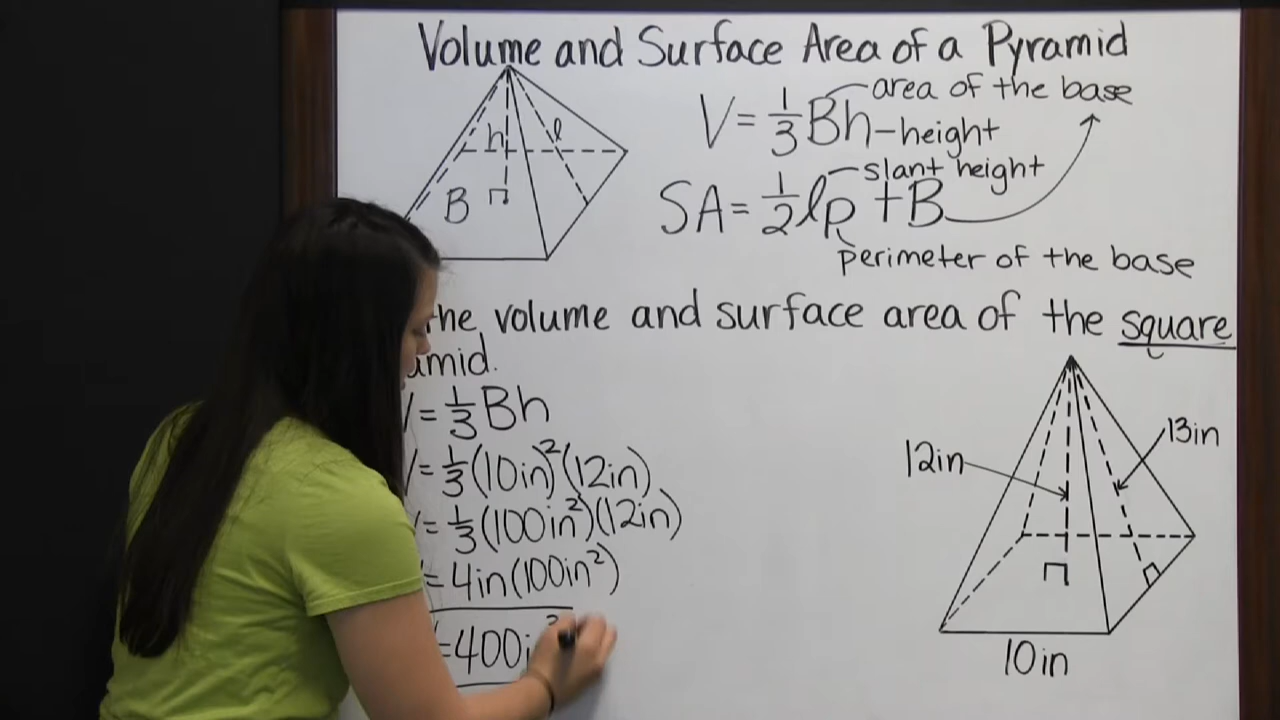 Volume and Surface Area of a Pyramid
h
l
B
V = 1/3 Bh
area of the base
height
SA = 1/2 lp + B
slant height
perimeter of the base
the volume and surface area of the square
amid.
V = 1/3 Bh
V = 1/3 (10in)² (12in)
= 1/3 (100in²)(12in)
= 4in (100in²)
=400i
12in
13in
10in